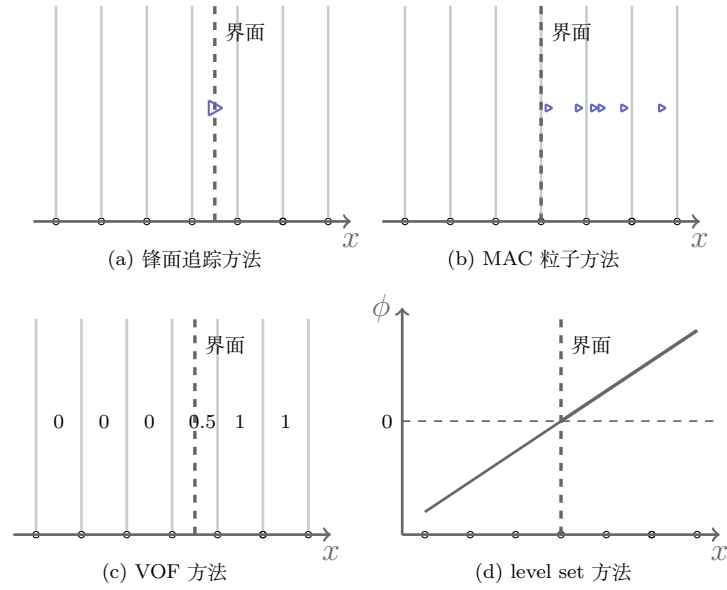 界面
界面
x
x
(a) 锋面追踪方法
(b) MAC 粒子方法
界面
0 0 0 0.5 1 1
x
(c) VOF 方法
ϕ
界面
0
x
(d) level set 方法